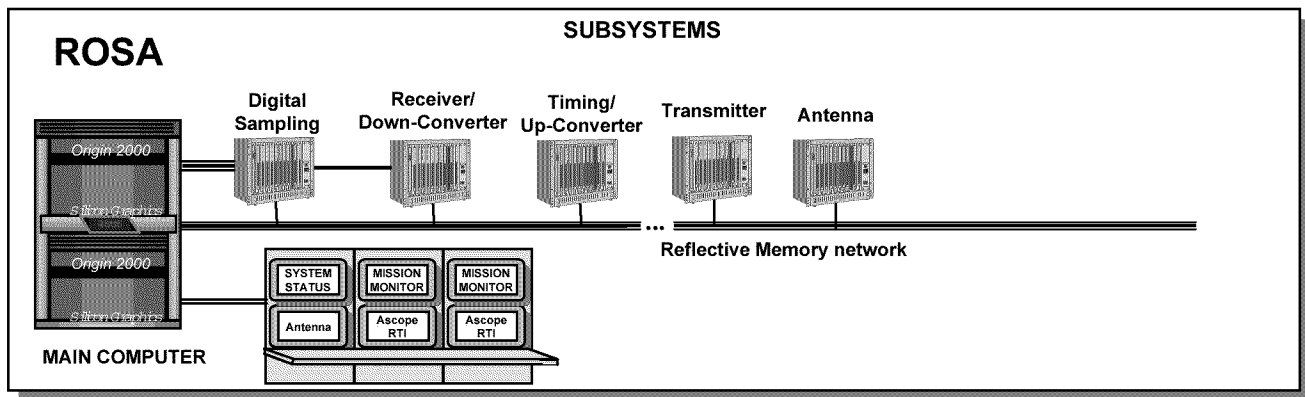 SUBSYSTEMS
ROSA
Digital
Sampling
Receiver/
Down-Converter
Timing/
Up-Converter
Transmitter
Antenna
Origin 2000
Silicon Graphics
...
Reflective Memory network
Origin 2000
Silicon Graphics
SYSTEM
STATUS
MISSION
MONITOR
MISSION
MONITOR
Antenna
Ascope
RTI
Ascope
RTI
MAIN COMPUTER